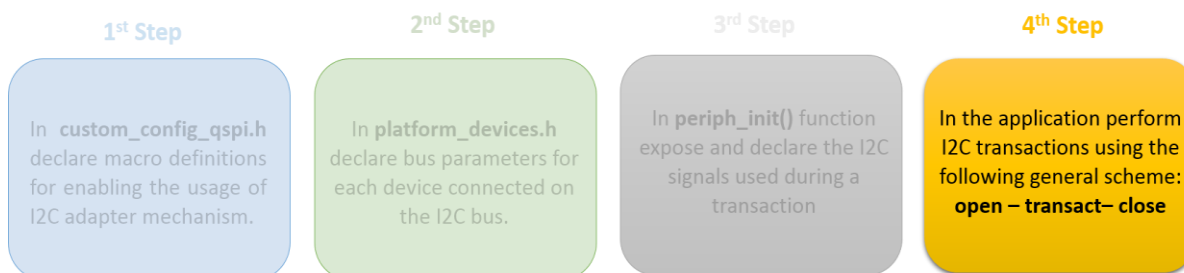 1st Step
In custom_config_qspi.h
declare macro definitions
for enabling the usage of
I2C adapter mechanism.
2nd Step
In platform_devices.h
declare bus parameters for
each device connected on
the I2C bus.
3rd Step
In periph_init() function
expose and declare the I2C
signals used during a
transaction
4th Step
In the application perform
I2C transactions using the
following general scheme:
open – transact– close